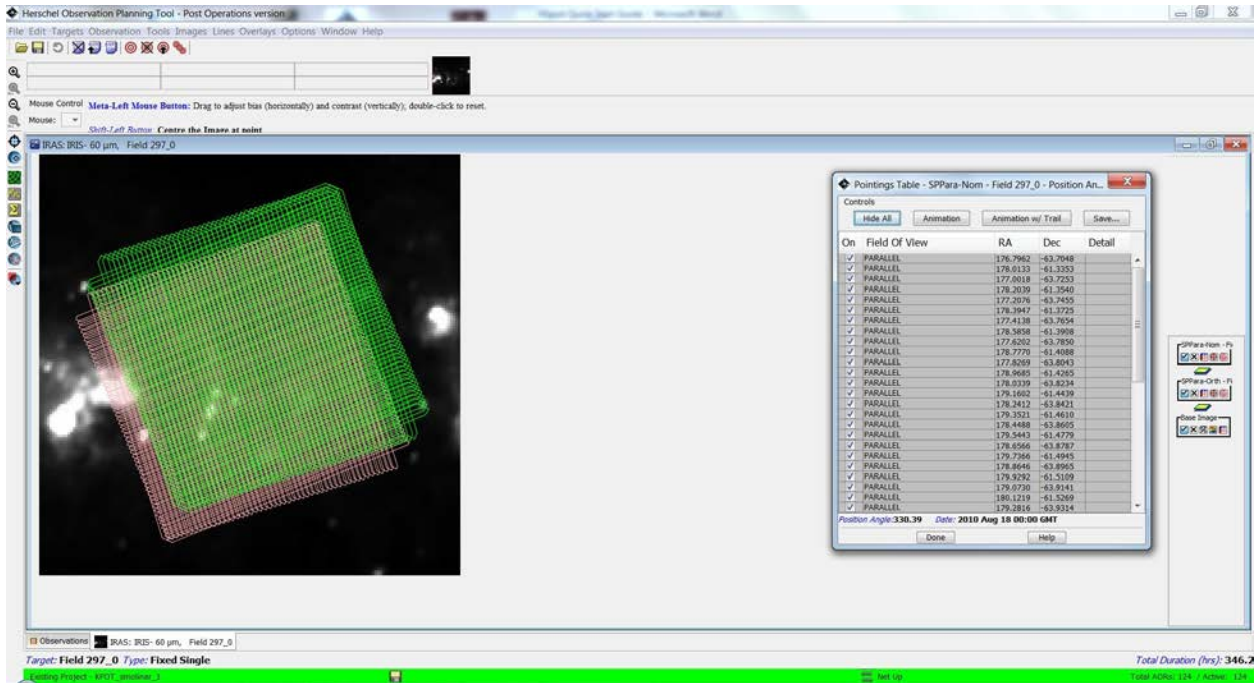 Herschel Observation Planning Tool - Post Operations version
File Edit Targets Observation Tools Images Lines Overlays Options Window Help
Mouse Control Meta-Left Mouse Button: Drag to adjust bias (horizontally) and contrast (vertically); double-click to reset.
Mouse:
Shift-Left Button Centre the Image at point
IRAS: IRIS- 60 µm, Field 297_0
Pointings Table - SPPara-Nom - Field 297_0 - Position An...
Controls
Hide All Animation Animation w/ Trail Save...
On Field Of View RA Dec Detail
PARALLEL 176.7962 -63.7048
PARALLEL 178.0133 -61.3353
PARALLEL 177.0018 -63.7253
PARALLEL 178.2039 -61.3540
PARALLEL 177.2076 -63.7455
PARALLEL 178.3947 -61.3725
PARALLEL 177.4138 -63.7654
PARALLEL 178.5858 -61.3908
PARALLEL 177.6202 -63.7850
PARALLEL 178.7770 -61.4088
PARALLEL 177.8269 -63.8043
PARALLEL 178.9685 -61.4265
PARALLEL 178.0339 -63.8234
PARALLEL 179.1602 -61.4439
PARALLEL 178.2412 -63.8421
PARALLEL 179.3521 -61.4610
PARALLEL 178.4488 -63.8605
PARALLEL 179.5443 -61.4779
PARALLEL 178.6566 -63.8787
PARALLEL 179.7366 -61.4945
PARALLEL 178.8646 -63.8965
PARALLEL 179.9292 -61.5109
PARALLEL 179.0730 -63.9141
PARALLEL 180.1219 -61.5269
PARALLEL 179.2816 -63.9314
Position Angle:330.39 Date: 2010 Aug 18 00:00 GMT
Done Help
SPPara-Nom - Fi
SPPara-Orth - Fi
Base Image
Observations IRAS: IRIS- 60 µm, Field 297_0
Target: Field 297_0 Type: Fixed Single
Total Duration (hrs): 346.2
Existing Project - KPOT_smolinar_1
Net Up
Total AORs: 124 / Active: 124